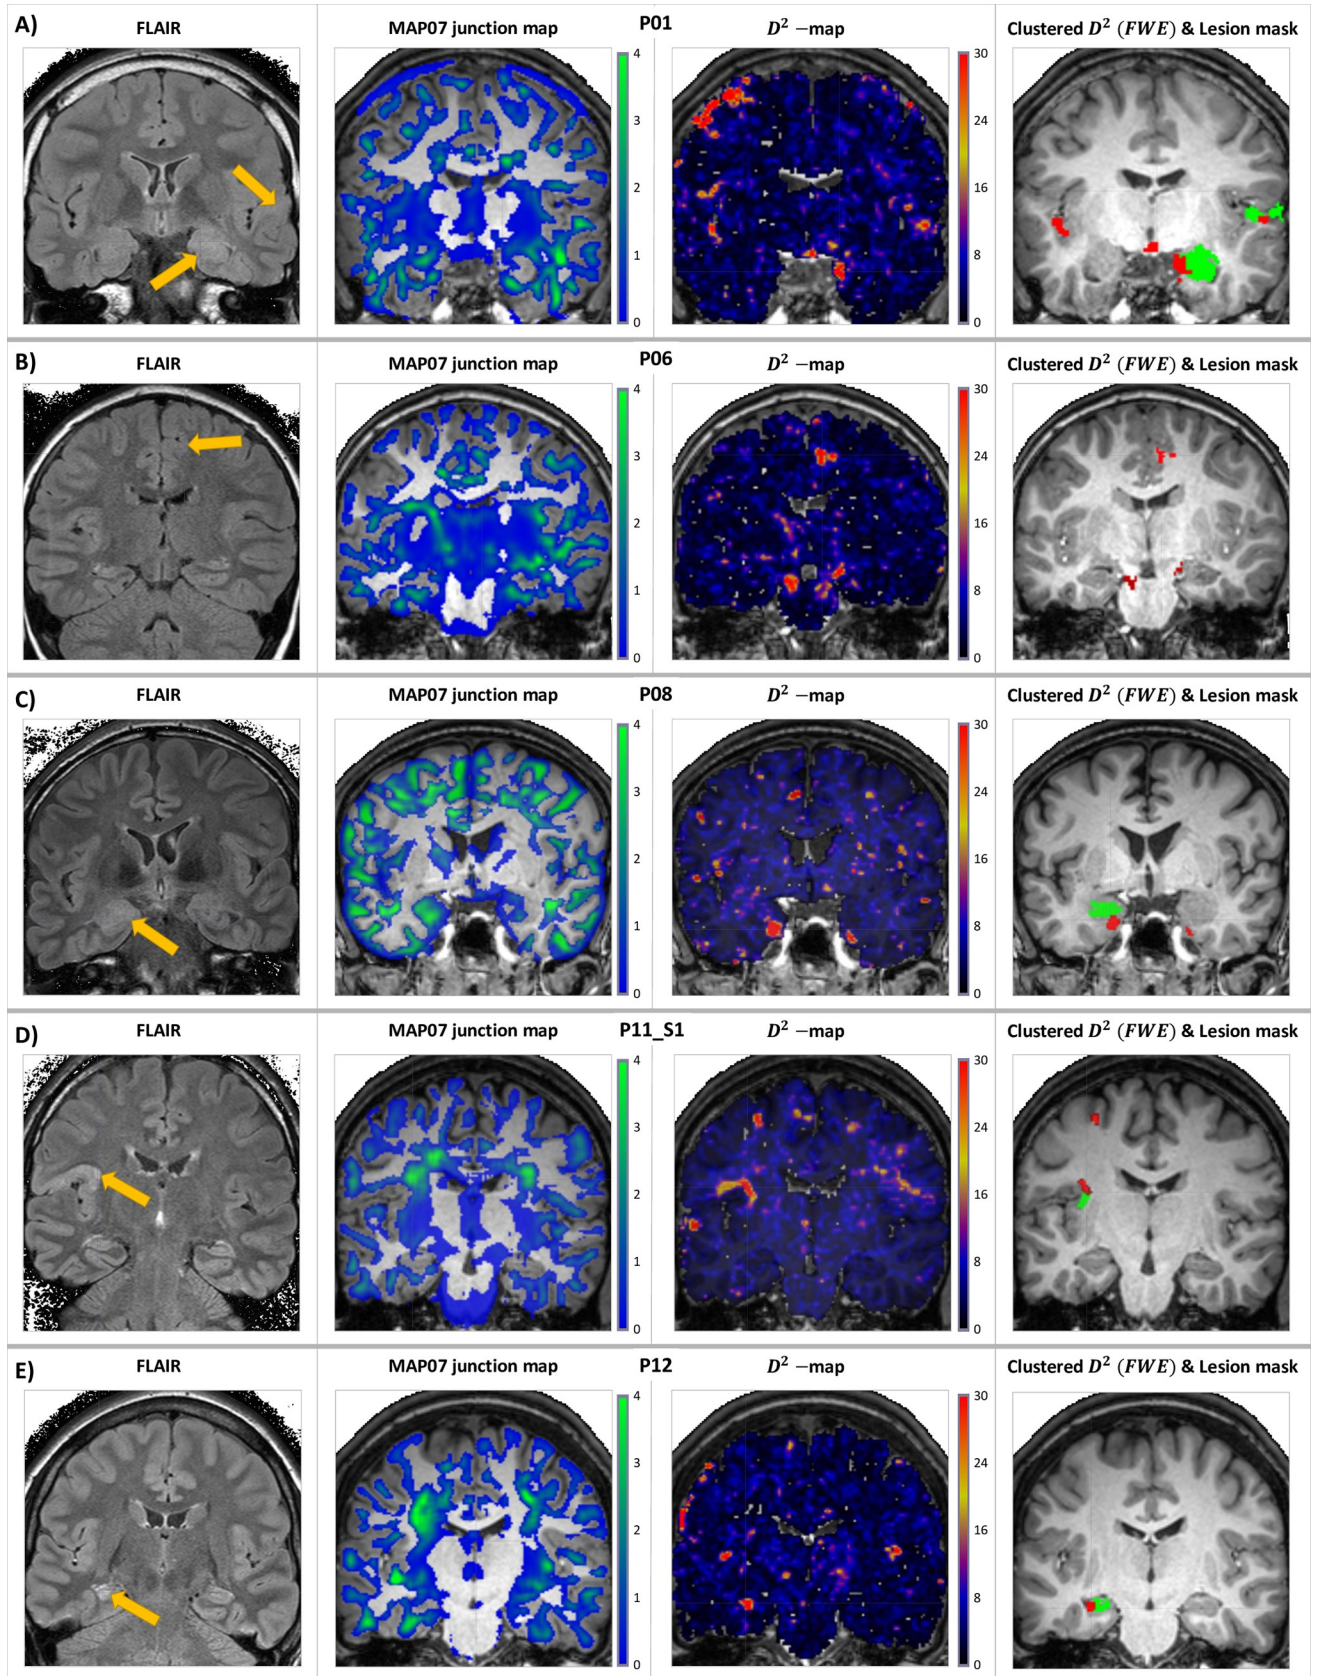 A)
P01
FLAIR
MAP07 junction map
D² −map
Clustered D² (FWE) & Lesion mask
4
3
2
1
0
30
24
16
8
0
B)
P06
FLAIR
MAP07 junction map
D² −map
Clustered D² (FWE) & Lesion mask
4
3
2
1
0
30
24
16
8
0
C)
P08
FLAIR
MAP07 junction map
D² −map
Clustered D² (FWE) & Lesion mask
4
3
2
1
0
30
24
16
8
0
D)
P11_S1
FLAIR
MAP07 junction map
D² −map
Clustered D² (FWE) & Lesion mask
4
3
2
1
0
30
24
16
8
0
E)
P12
FLAIR
MAP07 junction map
D² −map
Clustered D² (FWE) & Lesion mask
4
3
2
1
0
30
24
16
8
0